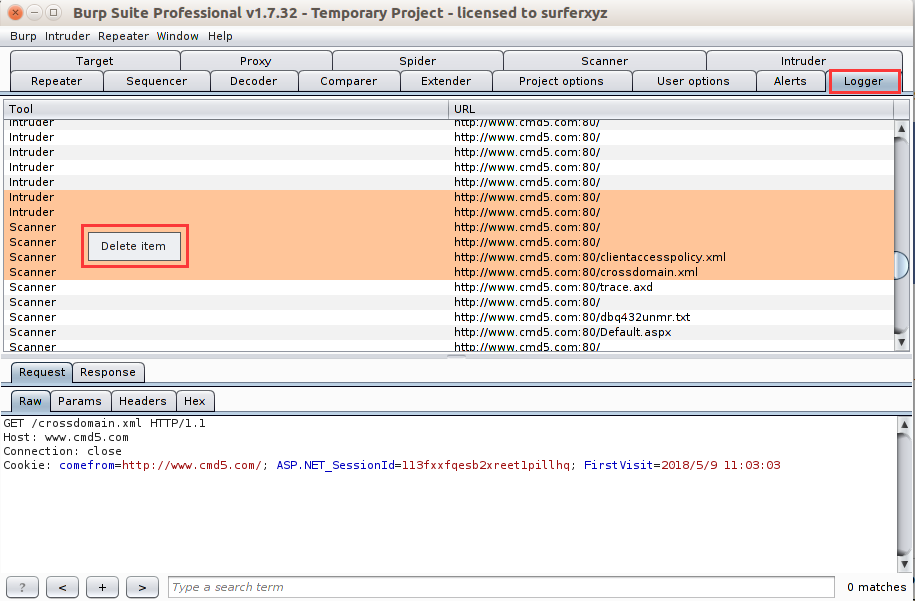 Burp Suite Professional v1.7.32 - Temporary Project - licensed to surferxyz
Burp Intruder Repeater Window Help
Target Proxy Spider Scanner Intruder
Repeater Sequencer Decoder Comparer Extender Project options User options Alerts Logger
Tool URL
Intruder http://www.cmd5.com:80/
Intruder http://www.cmd5.com:80/
Intruder http://www.cmd5.com:80/
Intruder http://www.cmd5.com:80/
Intruder http://www.cmd5.com:80/
Intruder http://www.cmd5.com:80/
Intruder http://www.cmd5.com:80/
Scanner http://www.cmd5.com:80/
Scanner http://www.cmd5.com:80/
Delete item
Scanner http://www.cmd5.com:80/clientaccesspolicy.xml
Scanner http://www.cmd5.com:80/crossdomain.xml
Scanner http://www.cmd5.com:80/trace.axd
Scanner http://www.cmd5.com:80/
Scanner http://www.cmd5.com:80/dbq432unmr.txt
Scanner http://www.cmd5.com:80/Default.aspx
Scanner http://www.cmd5.com:80/
Request Response
Raw Params Headers Hex
GET /crossdomain.xml HTTP/1.1
Host: www.cmd5.com
Connection: close
Cookie: comefrom=http://www.cmd5.com/; ASP.NET_SessionId=113fxxfqesb2xreet1pillhq; FirstVisit=2018/5/9 11:03:03
? < + > Type a search term 0 matches